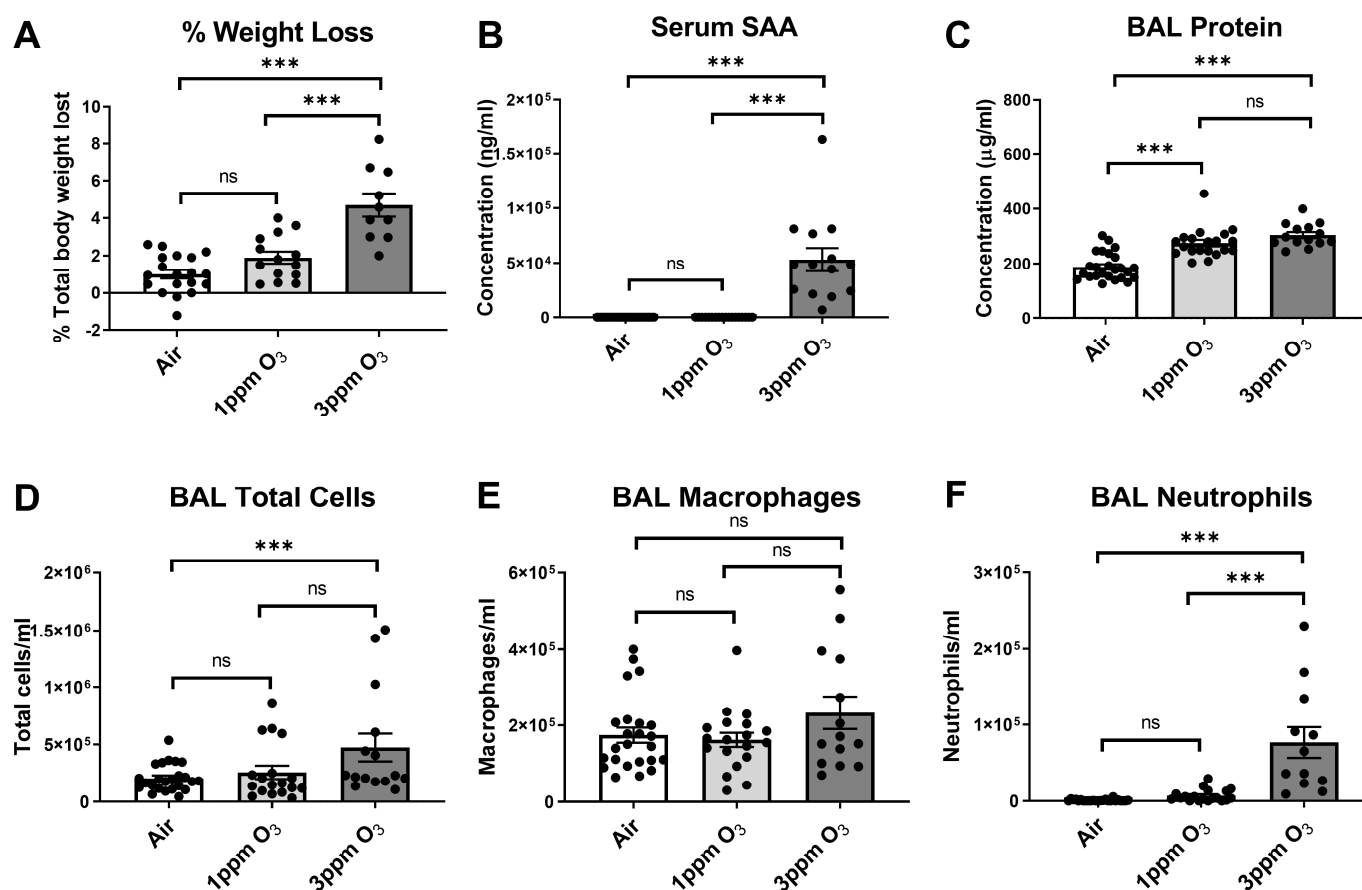 A
% Weight Loss
***
***
ns
% Total body weight lost
10
8
6
4
2
0
-2
Air
1ppm O₃
3ppm O₃
B
Serum SAA
***
***
ns
Concentration (ng/ml)
2×10⁵
1.5×10⁵
1×10⁵
5×10⁴
0
Air
1ppm O₃
3ppm O₃
C
BAL Protein
***
ns
***
Concentration (μg/ml)
800
600
400
200
0
Air
1ppm O₃
3ppm O₃
D
BAL Total Cells
***
ns
ns
Total cells/ml
2×10⁶
1.5×10⁶
1×10⁶
5×10⁵
0
Air
1ppm O₃
3ppm O₃
E
BAL Macrophages
ns
ns
ns
Macrophages/ml
6×10⁵
4×10⁵
2×10⁵
0
Air
1ppm O₃
3ppm O₃
F
BAL Neutrophils
***
***
ns
Neutrophils/ml
3×10⁵
2×10⁵
1×10⁵
0
Air
1ppm O₃
3ppm O₃